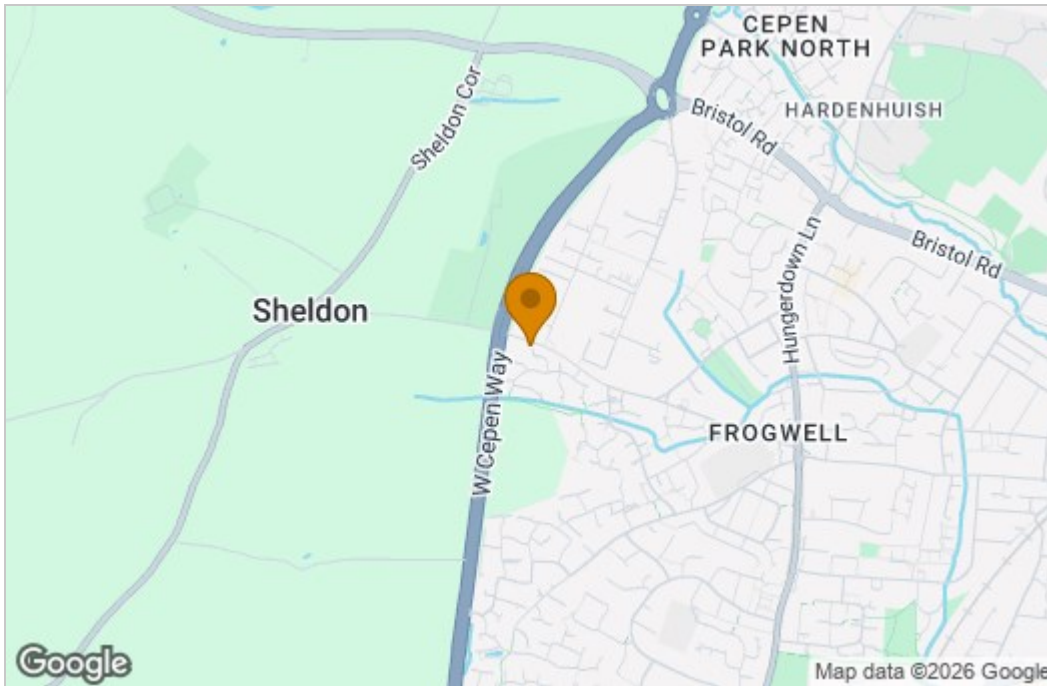 CEPEN
PARK NORTH
HARDENHUISH
Sheldon Cor
Bristol Rd
Bristol Rd
Hungerdown Ln
Sheldon
W Cepen Way
FROGWELL
Google
Map data ©2026 Google